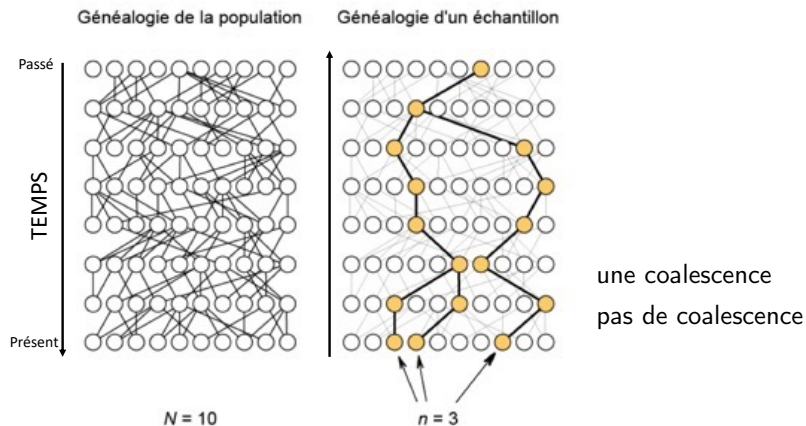 Généalogie de la population
Généalogie d'un échantillon
Passé
TEMPS
une coalescence
pas de coalescence
Présent
N = 10
n = 3